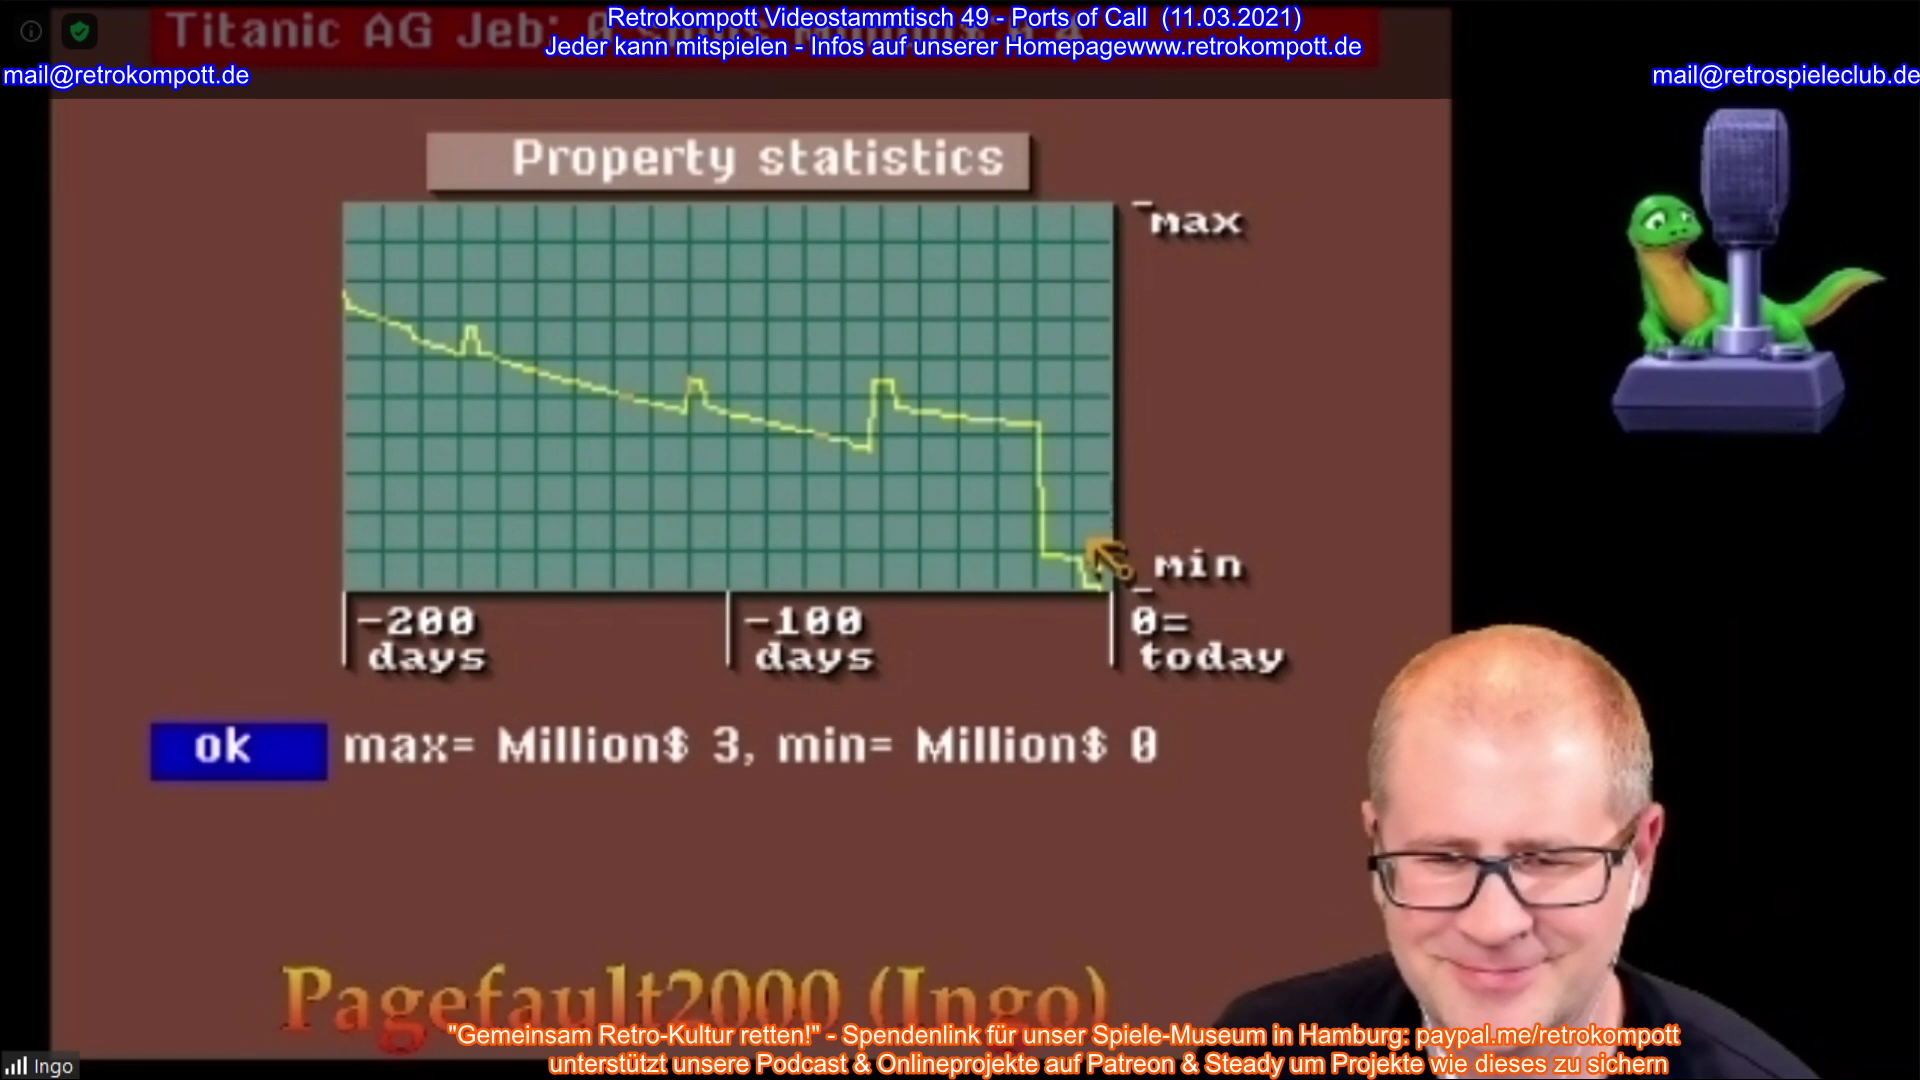 Retrokompott Videostammtisch 49 - Ports of Call (11.03.2021)
Titanic AG Jeb:
Jeder kann mitspielen - Infos auf unserer Homepagewww.retrokompott.de
mail@retrokompott.de
mail@retrospieleclub.de
Property statistics
max
min
-200 days
-100 days
0= today
ok
max= Million$ 3, min= Million$ 0
Pagefault2000 (Ingo)
"Gemeinsam Retro-Kultur retten!" - Spendenlink für unser Spiele-Museum in Hamburg: paypal.me/retrokompott
unterstützt unsere Podcast & Onlineprojekte auf Patreon & Steady um Projekte wie dieses zu sichern
Ingo